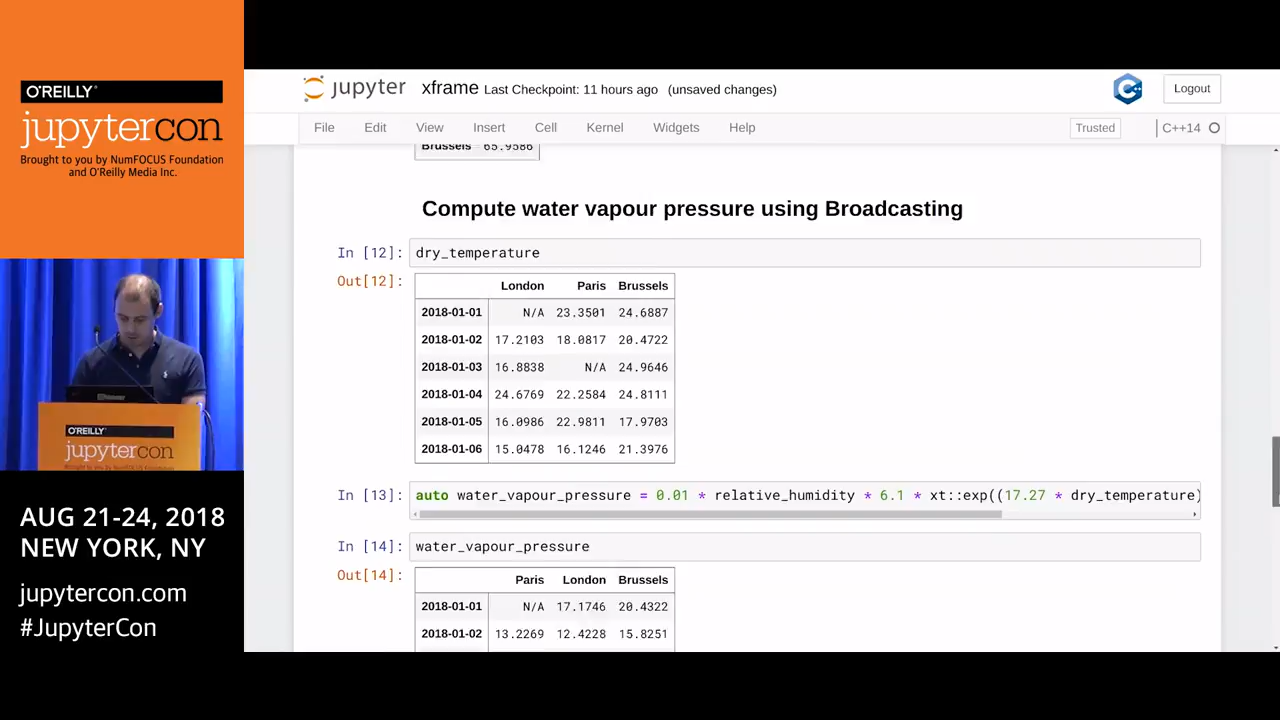 O'REILLY®
jupytercon
Brought to you by NumFOCUS Foundation
and O'Reilly Media Inc.
O'REILLY
jupytercon
AUG 21-24, 2018
NEW YORK, NY
jupytercon.com
#JupyterCon
jupyter xframe Last Checkpoint: 11 hours ago (unsaved changes) C++ Logout
File Edit View Insert Cell Kernel Widgets Help Trusted C++14
Brussels 65.9586
Compute water vapour pressure using Broadcasting
In [12]: dry_temperature
Out[12]:
London Paris Brussels
2018-01-01 N/A 23.3501 24.6887
2018-01-02 17.2103 18.0817 20.4722
2018-01-03 16.8838 N/A 24.9646
2018-01-04 24.6769 22.2584 24.8111
2018-01-05 16.0986 22.9811 17.9703
2018-01-06 15.0478 16.1246 21.3976
In [13]: auto water_vapour_pressure = 0.01 * relative_humidity * 6.1 * xt::exp((17.27 * dry_temperature)
In [14]: water_vapour_pressure
Out[14]:
Paris London Brussels
2018-01-01 N/A 17.1746 20.4322
2018-01-02 13.2269 12.4228 15.8251